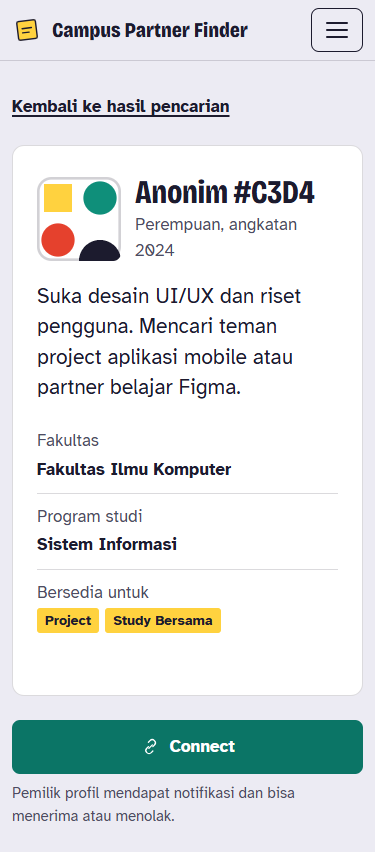 Campus Partner Finder
Kembali ke hasil pencarian
Anonim #C3D4
Perempuan, angkatan
2024
Suka desain UI/UX dan riset
pengguna. Mencari teman
project aplikasi mobile atau
partner belajar Figma.
Fakultas
Fakultas Ilmu Komputer
Program studi
Sistem Informasi
Bersedia untuk
Project Study Bersama
Connect
Pemilik profil mendapat notifikasi dan bisa
menerima atau menolak.